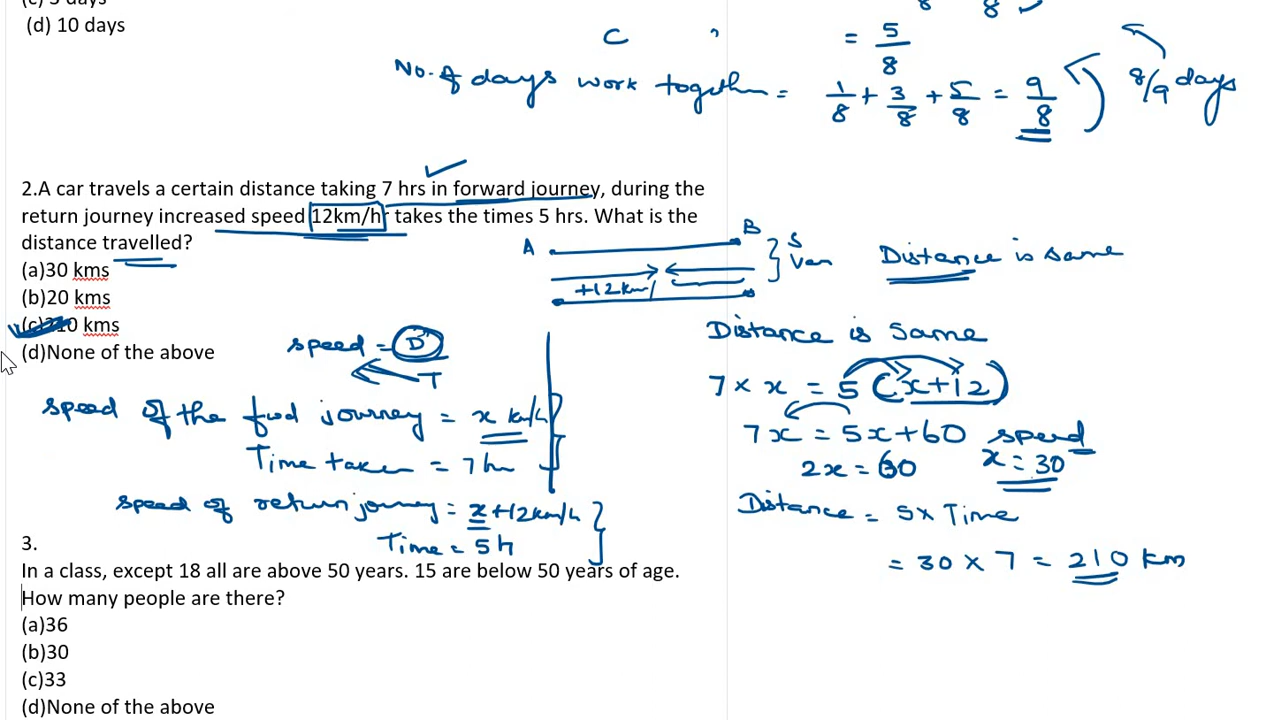 (d) 10 days
C
= 5/8
No. of days work together = 1/8 + 3/8 + 5/8 = 9/8
8/9 days
2.A car travels a certain distance taking 7 hrs in forward journey, during the
return journey increased speed 12km/hr takes the times 5 hrs. What is the
distance travelled?
(a)30 kms
(b)20 kms
(c)210 kms
(d)None of the above
A B
+12km/
S
Distance is same
speed = D
T
speed of the fwd journey = x km/h
Time taken = 7hr
speed of return journey = x+12km/h
Time = 5h
Distance is same
7 × x = 5 (x+12)
7x = 5x+60 speed
2x = 60 x = 30
Distance = S× Time
= 30 × 7 = 210 km
3.
In a class, except 18 all are above 50 years. 15 are below 50 years of age.
How many people are there?
(a)36
(b)30
(c)33
(d)None of the above